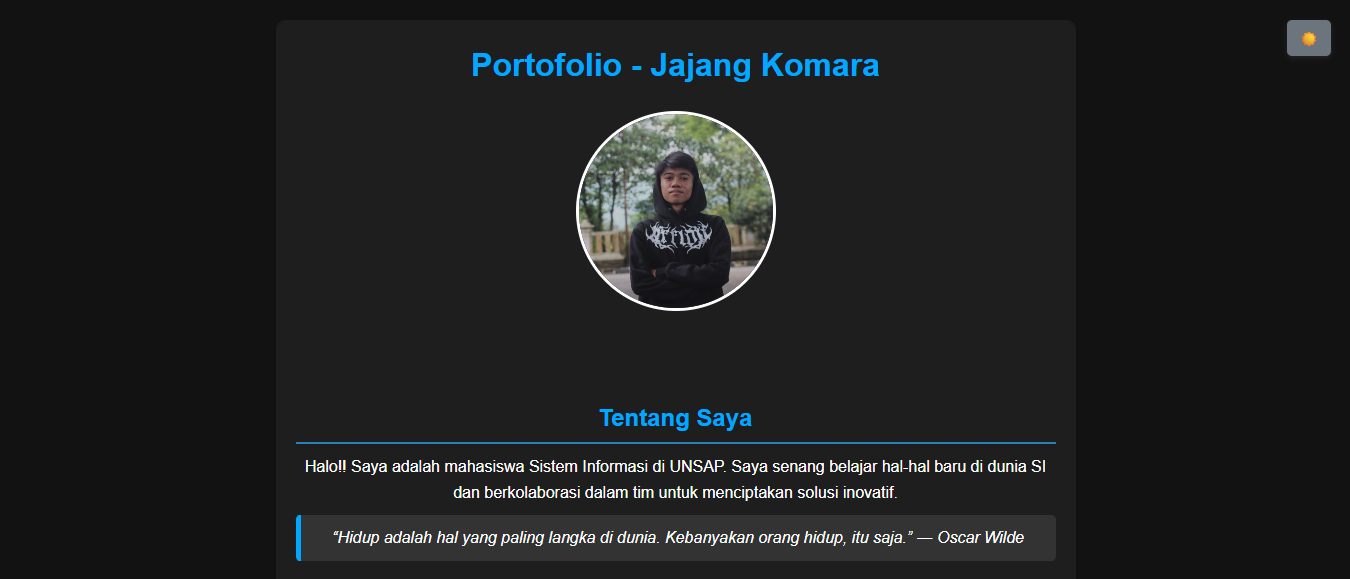 Portofolio - Jajang Komara
Tentang Saya
Halo!! Saya adalah mahasiswa Sistem Informasi di UNSAP. Saya senang belajar hal-hal baru di dunia SI
dan berkolaborasi dalam tim untuk menciptakan solusi inovatif.
“Hidup adalah hal yang paling langka di dunia. Kebanyakan orang hidup, itu saja.” — Oscar Wilde